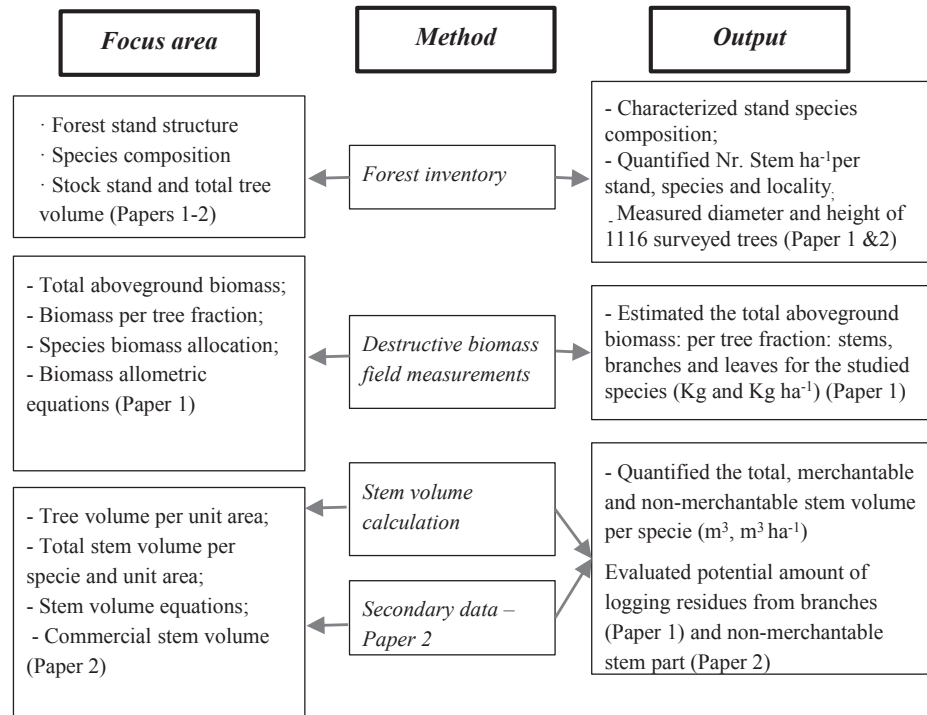 Focus area
Method
Output
· Forest stand structure
· Species composition
· Stock stand and total tree
volume (Papers 1-2)
Forest inventory
- Characterized stand species
composition;
- Quantified Nr. Stem ha⁻¹ per
stand, species and locality;
- Measured diameter and height of
1116 surveyed trees (Paper 1 &2)
- Total aboveground biomass;
- Biomass per tree fraction;
- Species biomass allocation;
- Biomass allometric
equations (Paper 1)
Destructive biomass
field measurements
- Estimated the total aboveground
biomass: per tree fraction: stems,
branches and leaves for the studied
species (Kg and Kg ha⁻¹) (Paper 1)
- Tree volume per unit area;
- Total stem volume per
specie and unit area;
- Stem volume equations;
- Commercial stem volume
(Paper 2)
Stem volume
calculation
Secondary data –
Paper 2
- Quantified the total, merchantable
and non-merchantable stem volume
per specie (m³, m³ ha⁻¹)
Evaluated potential amount of
logging residues from branches
(Paper 1) and non-merchantable
stem part (Paper 2)